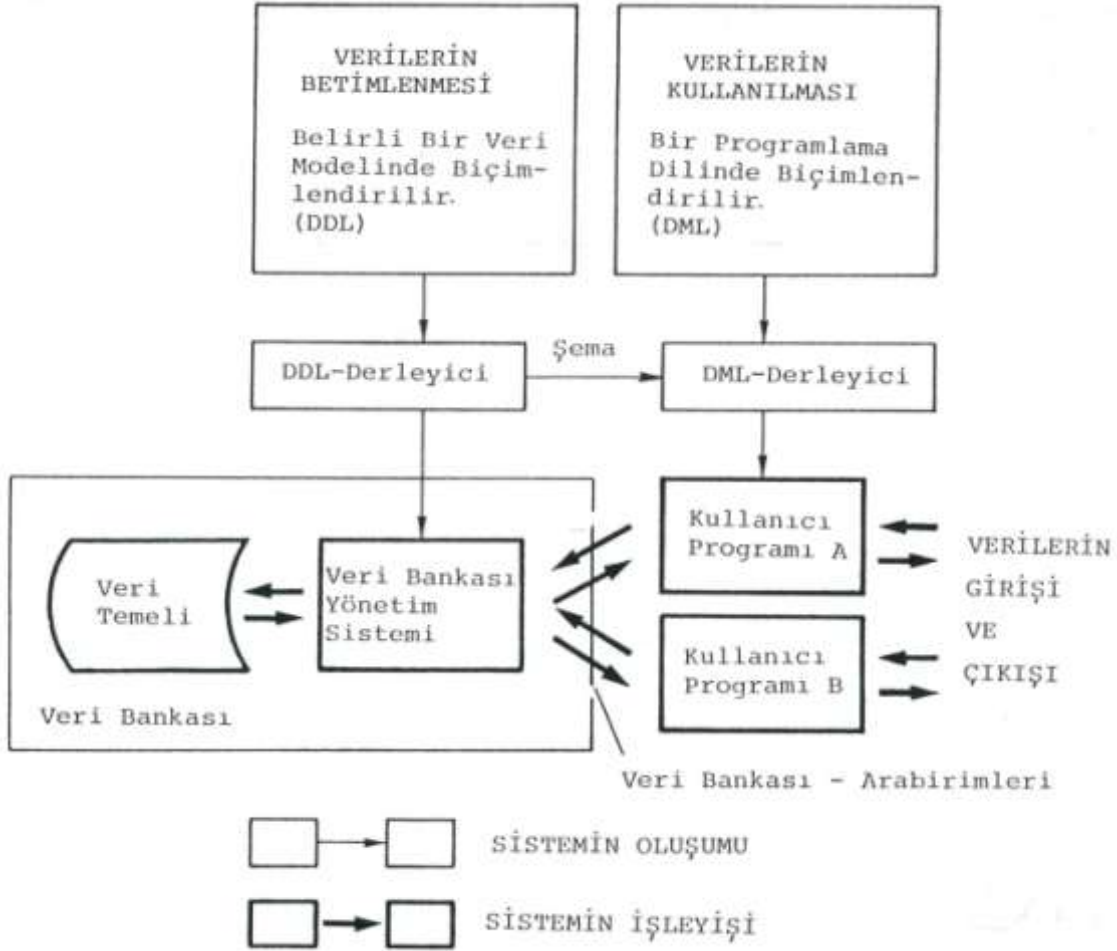 VERİLERİN
BETİMLENMESİ
Belirli Bir Veri
Modelinde Biçim-
lendirilir.
(DDL)
VERİLERİN
KULLANILMASI
Bir Programlama
Dilinde Biçimlen-
dirilir.
(DML)
DDL-Derleyici
Şema
DML-Derleyici
Veri
Temeli
Veri Bankası
Yönetim
Sistemi
Kullanıcı
Programı A
Kullanıcı
Programı B
VERİLERİN
GİRİŞİ
VE
ÇIKIŞI
Veri Bankası
Veri Bankası - Arabirimleri
SİSTEMİN OLUŞUMU
SİSTEMİN İŞLEYİŞİ